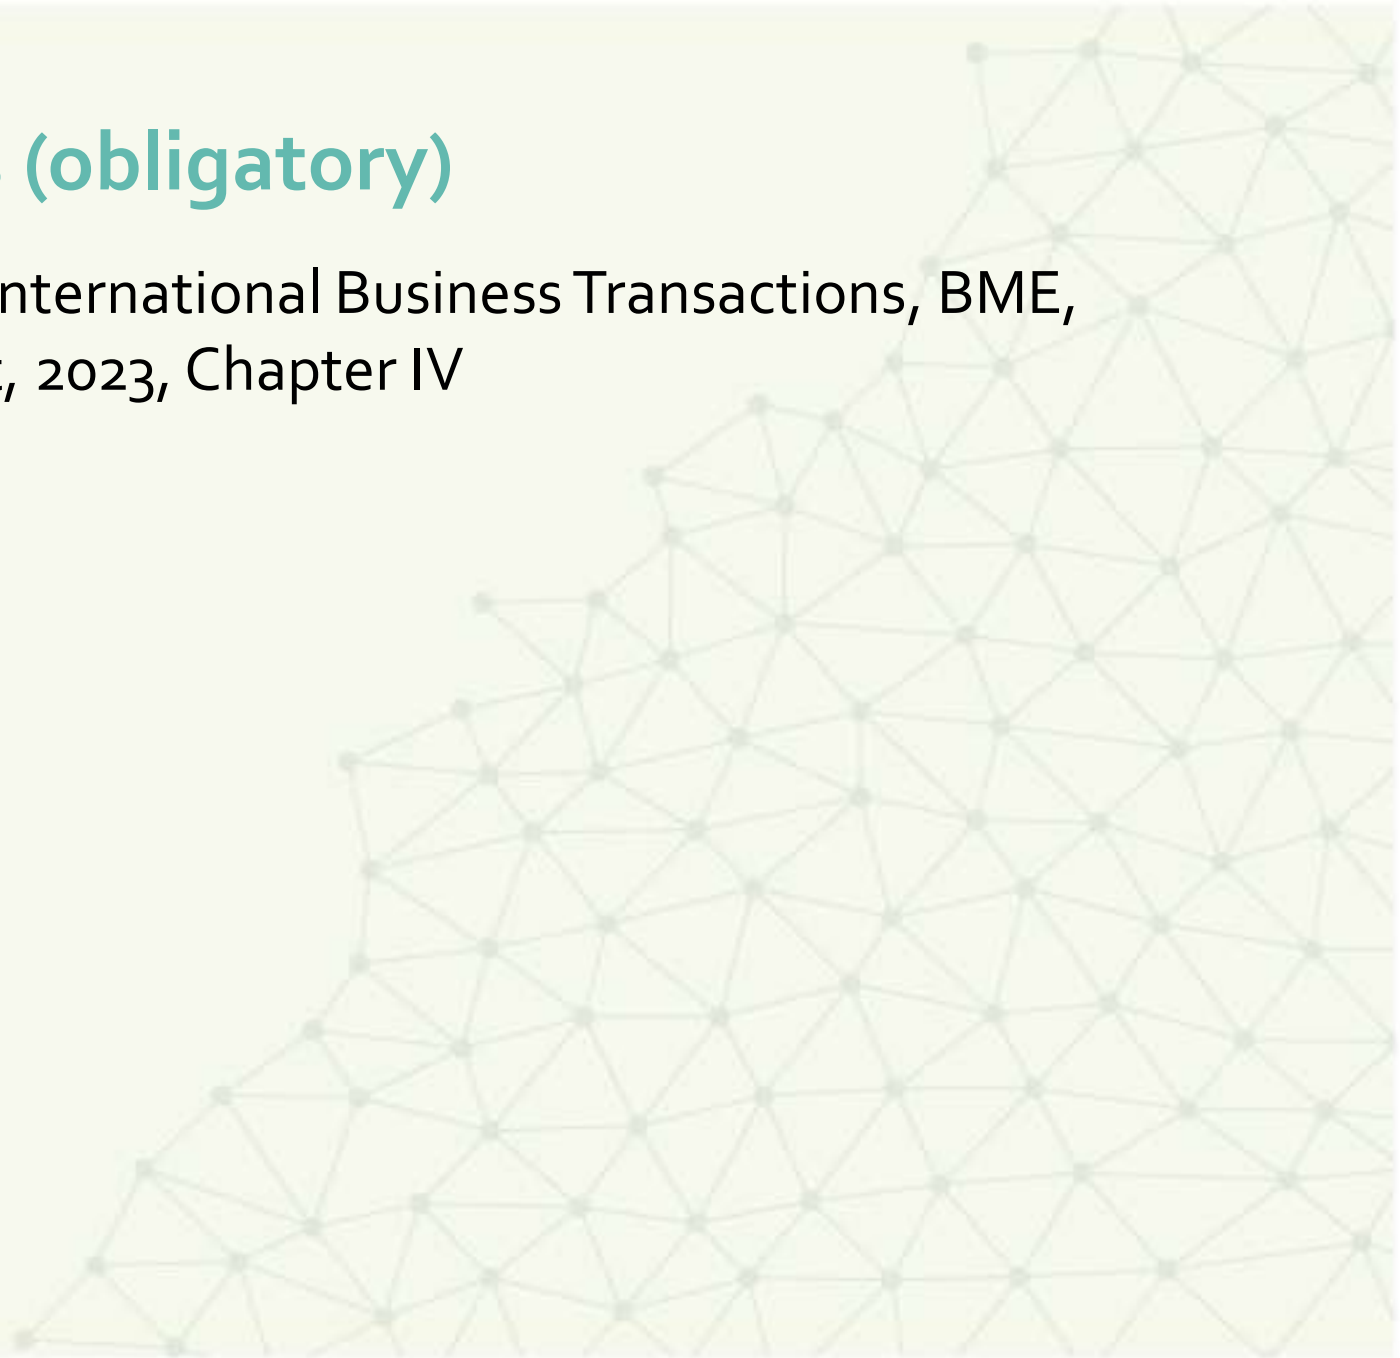 (obligatory)
nternational Business Transactions, BME,
, 2023, Chapter IV